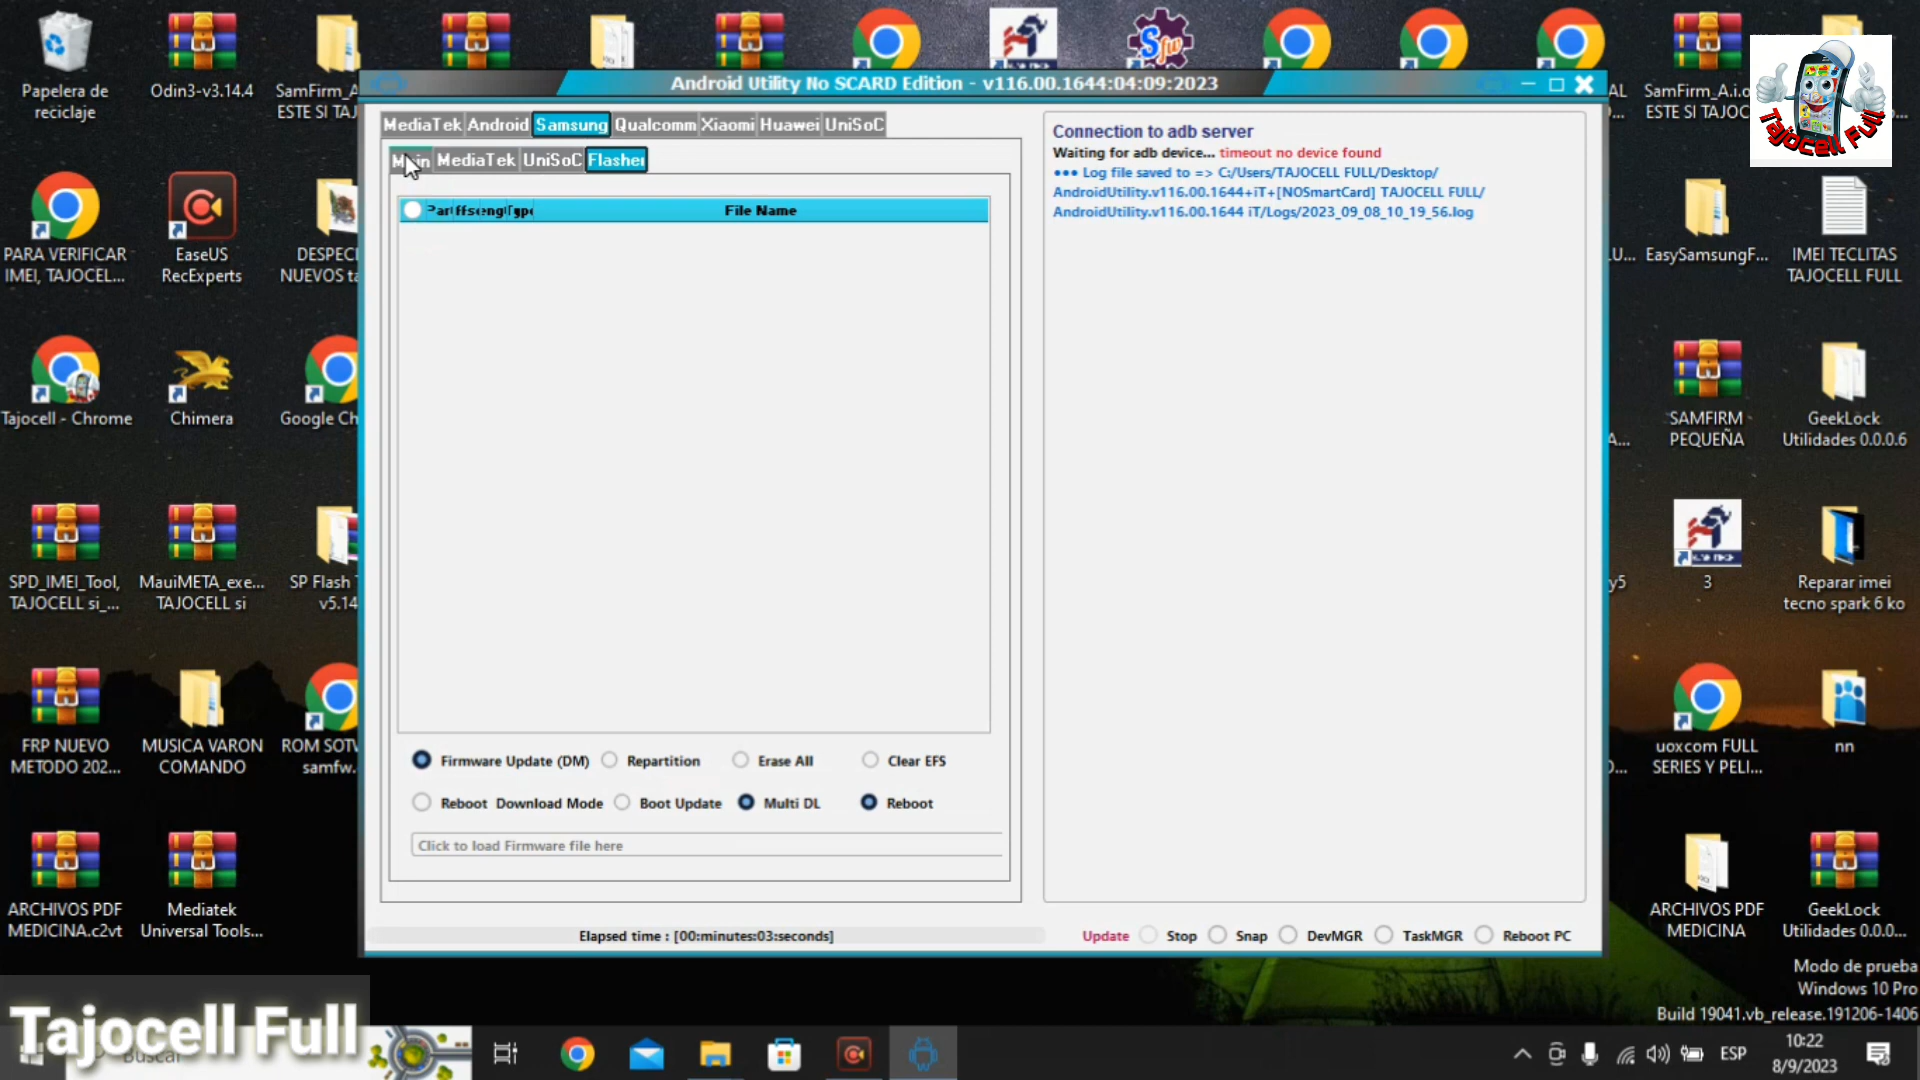 Papelera de
reciclaje
Odin3-v3.14.4
SamFirm_A
ESTE SI TAJ
SamFirm_A.i.o
ESTE SI TAJOC
Tajocell Full
Android Utility No SCARD Edition - v116.00.1644:04:09:2023
MediaTek Android Samsung Qualcomm Xiaomi Huawei UniSoC
Main MediaTek UniSoC Flasher
File Name
Connection to adb server
Waiting for adb device... timeout no device found
••• Log file saved to => C:/Users/TAJOCELL FULL/Desktop/
AndroidUtility.v116.00.1644+iT+[NOSmartCard] TAJOCELL FULL/
AndroidUtility.v116.00.1644 iT/Logs/2023_09_08_10_19_56.log
PARA VERIFICAR
IMEI, TAJOCEL...
EaseUS
RecExperts
DESPECI
NUEVOS ta
EasySamsungF...
IMEI TECLITAS
TAJOCELL FULL
Tajocell - Chrome
Chimera
Google Ch
SAMFIRM
PEQUEÑA
GeekLock
Utilidades 0.0.0.6
SPD_IMEI_Tool,
TAJOCELL si_...
MauiMETA_exe...
TAJOCELL si
SP Flash T
v5.14
3
Reparar imei
tecno spark 6 ko
FRP NUEVO
METODO 202...
MUSICA VARON
COMANDO
ROM SOTV
samfw.
uoxcom FULL
SERIES Y PELI...
nn
Firmware Update (DM) Repartition Erase All Clear EFS
Reboot Download Mode Boot Update Multi DL Reboot
Click to load Firmware file here
ARCHIVOS PDF
MEDICINA.c2vt
Mediatek
Universal Tools...
ARCHIVOS PDF
MEDICINA
GeekLock
Utilidades 0.0.0...
Elapsed time : [00:minutes:03:seconds]
Update Stop Snap DevMGR TaskMGR Reboot PC
Modo de prueba
Windows 10 Pro
Build 19041.vb_release.191206-1406
Tajocell Full
Buscar
ESP
10:22
8/9/2023